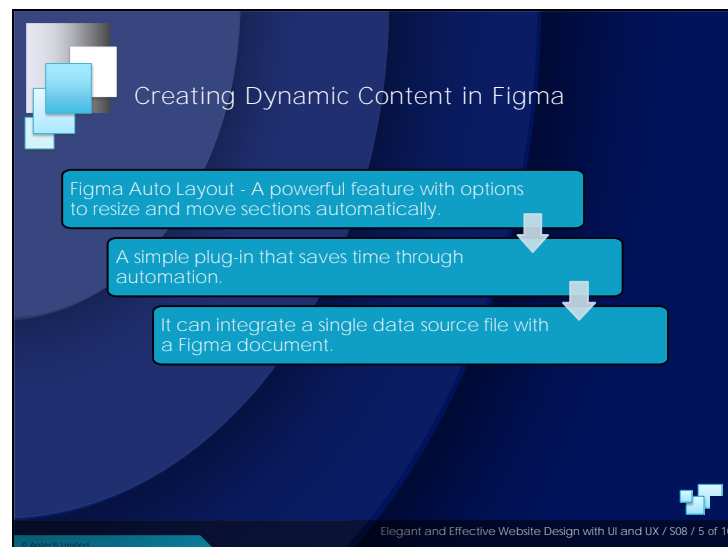 Creating Dynamic Content in Figma
Figma Auto Layout - A powerful feature with options
to resize and move sections automatically.
A simple plug-in that saves time through
automation.
It can integrate a single data source file with
a Figma document.
Elegant and Effective Website Design with UI and UX / S08 / 5 of
© Aptech Limited